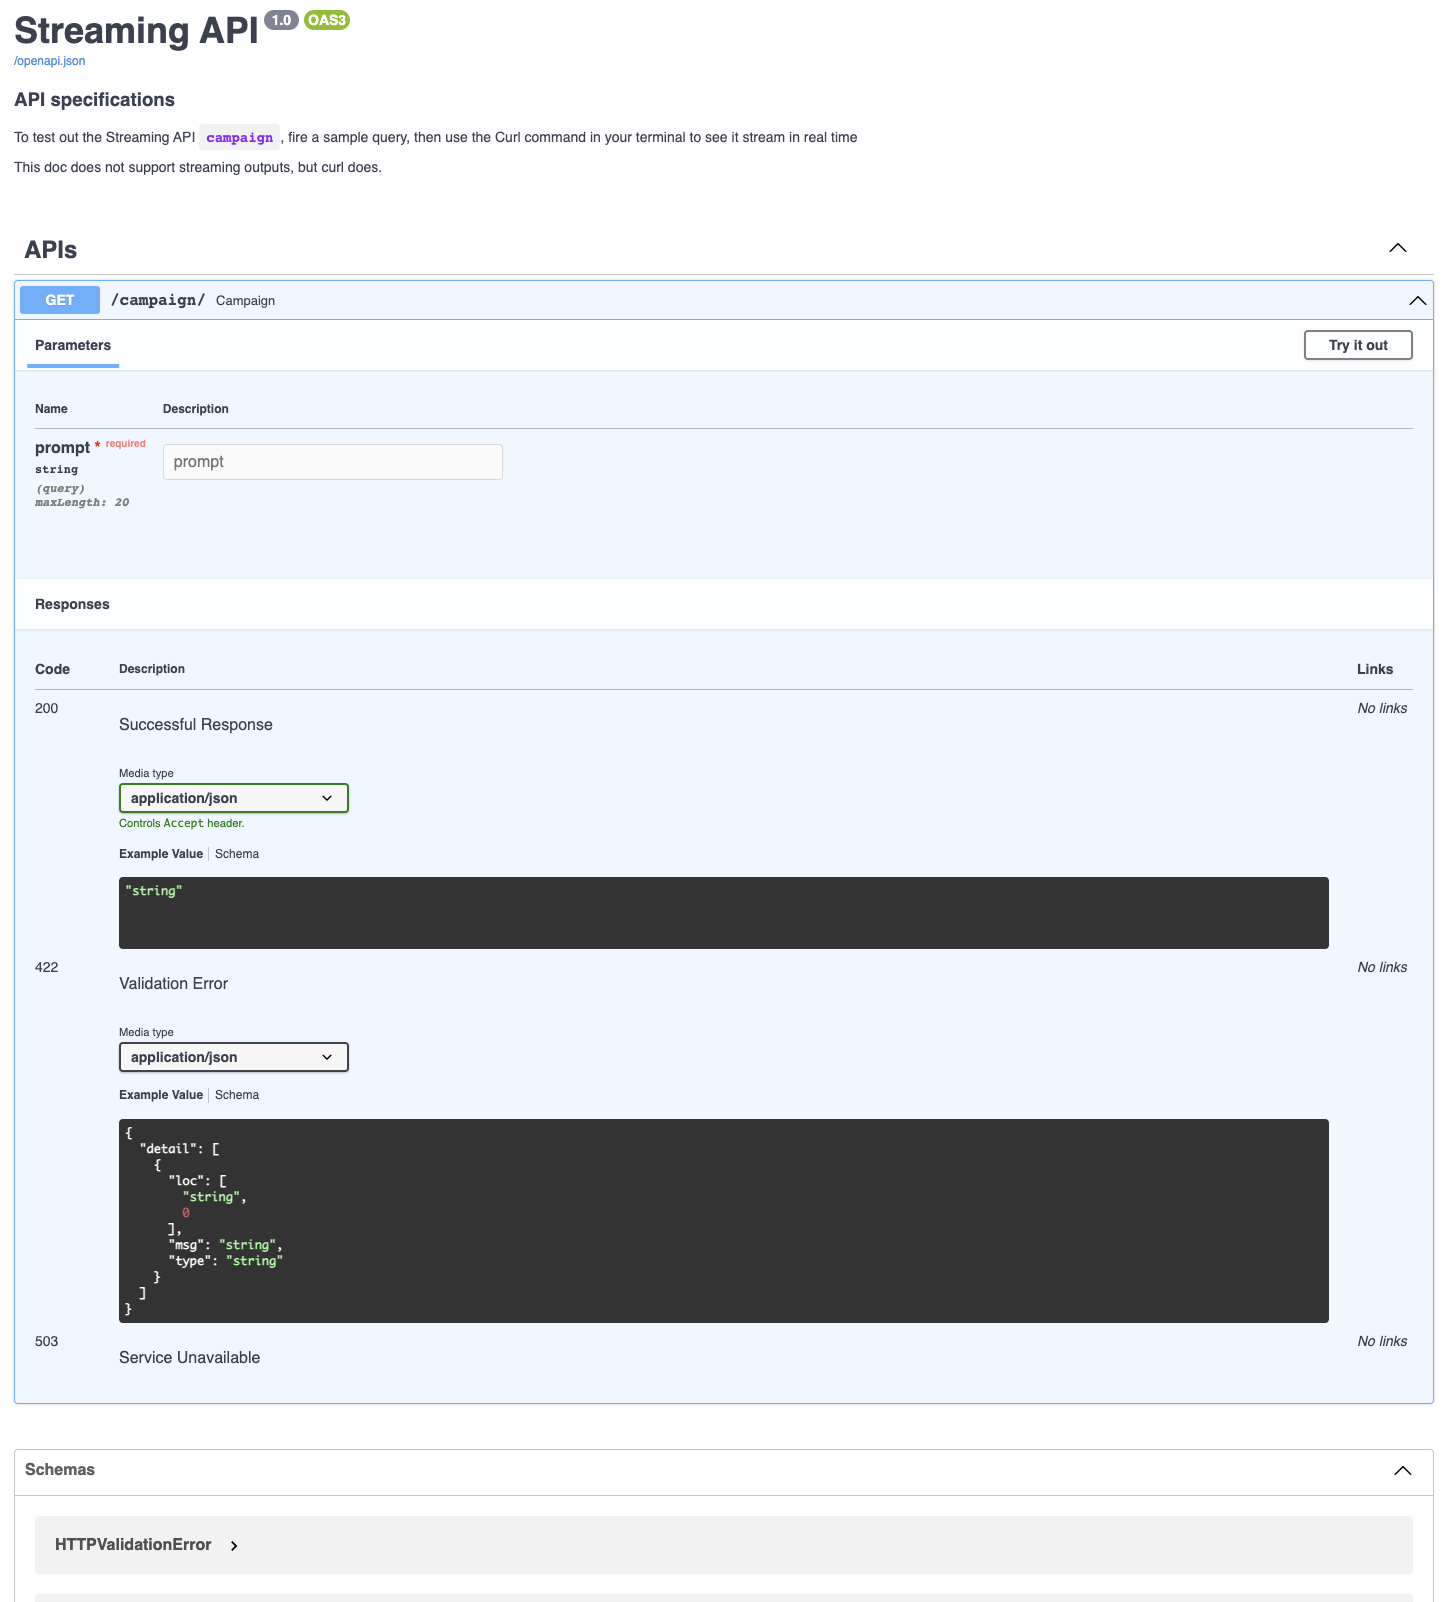 Streaming API 1.0 OAS3
/openapi.json
API specifications
To test out the Streaming API campaign , fire a sample query, then use the Curl command in your terminal to see it stream in real time
This doc does not support streaming outputs, but curl does.
APIs
GET /campaign/ Campaign
Parameters Try it out
Name Description
prompt * required
string
(query)
maxLength: 20
prompt
Responses
Code Description Links
200 No links
Successful Response
Media type
application/json
Controls Accept header.
Example Value Schema
"string"
422 No links
Validation Error
Media type
application/json
Example Value Schema
{
  "detail": [
    {
      "loc": [
        "string",
        0
      ],
      "msg": "string",
      "type": "string"
    }
  ]
}
503 No links
Service Unavailable
Schemas
HTTPValidationError